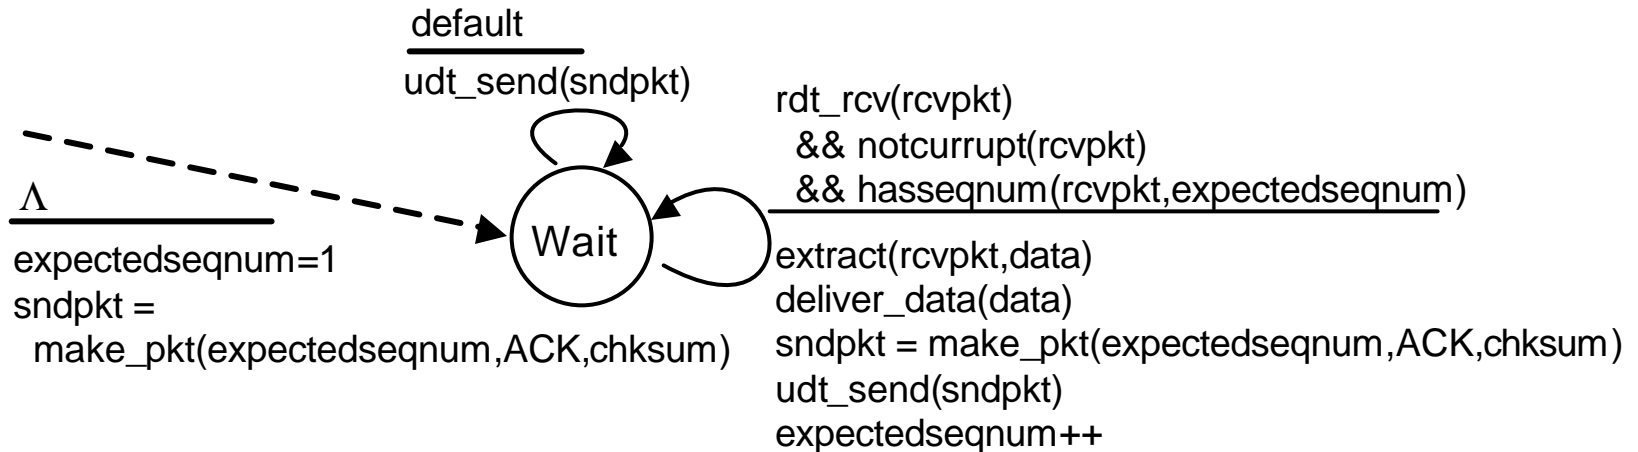 default
udt_send(sndpkt)
rdt_rcv(rcvpkt)
&& notcurrupt(rcvpkt)
&& hasseqnum(rcvpkt,expectedseqnum)
Λ
Wait
expectedseqnum=1
sndpkt =
make_pkt(expectedseqnum,ACK,chksum)
extract(rcvpkt,data)
deliver_data(data)
sndpkt = make_pkt(expectedseqnum,ACK,chksum)
udt_send(sndpkt)
expectedseqnum++